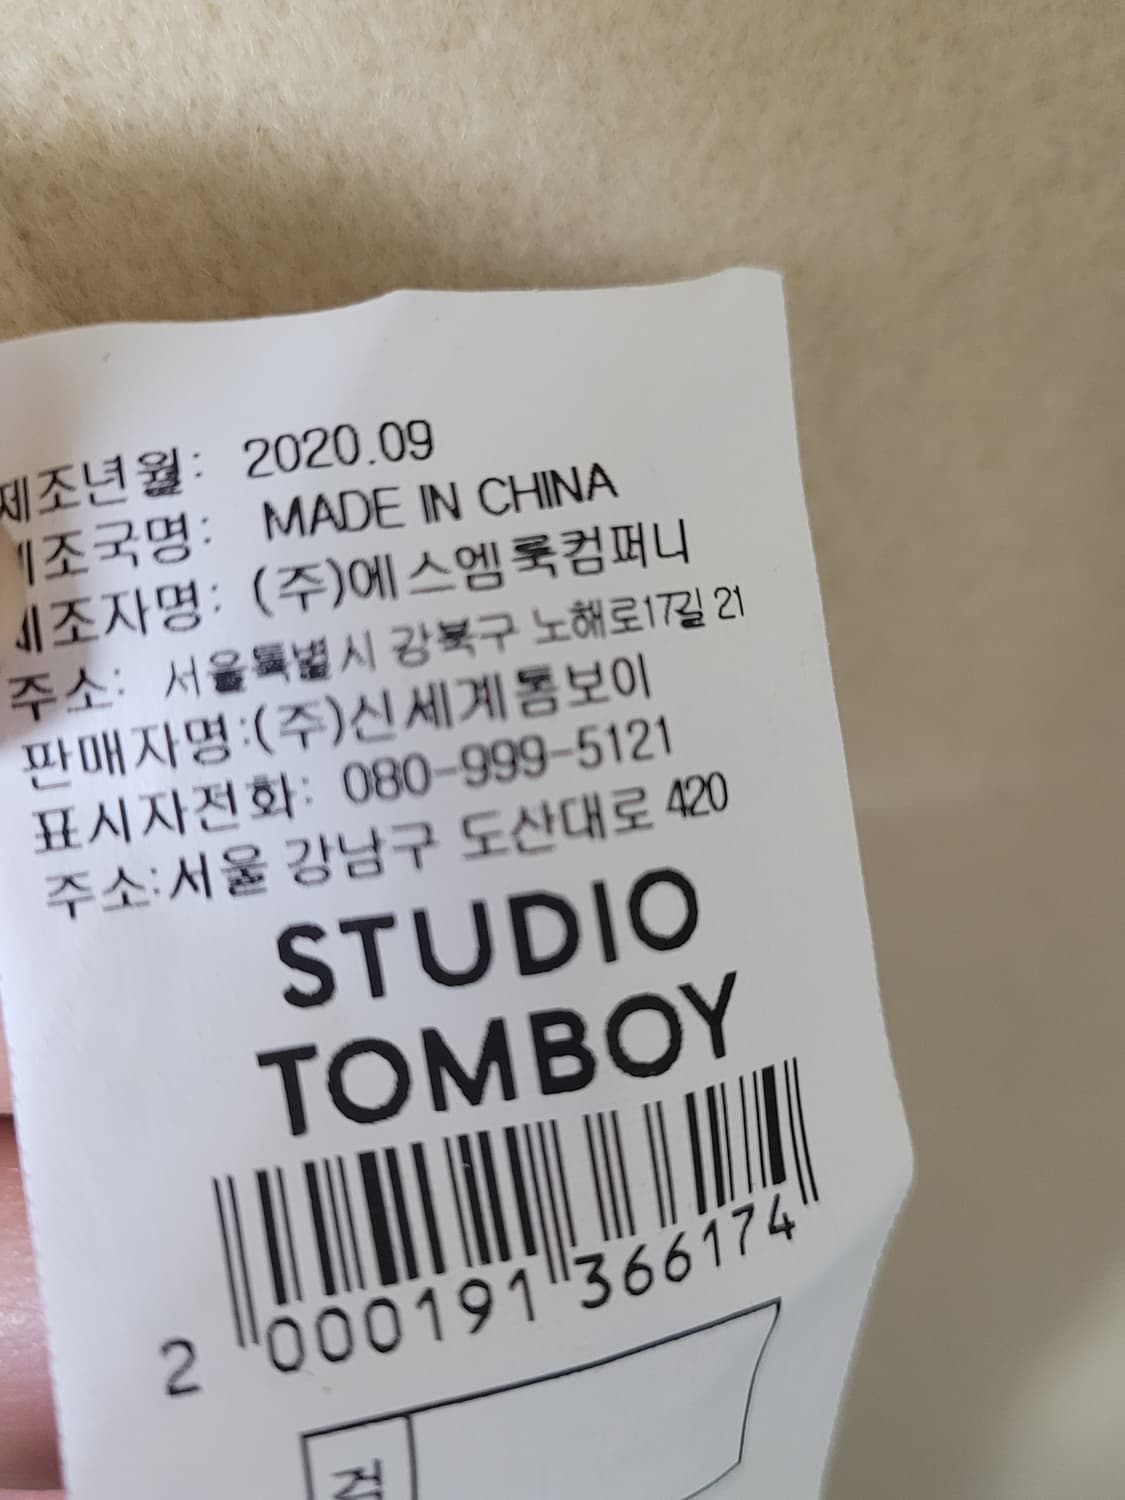 제조년월: 2020.09
제조국명: MADE IN CHINA
제조자명: (주)에스엠룩컴퍼니
주소: 서울특별시 강북구 노해로17길 21
판매자명:(주)신세계톰보이
표시자전화: 080-999-5121
주소:서울 강남구 도산대로 420
STUDIO
TOMBOY
2 000191 366174